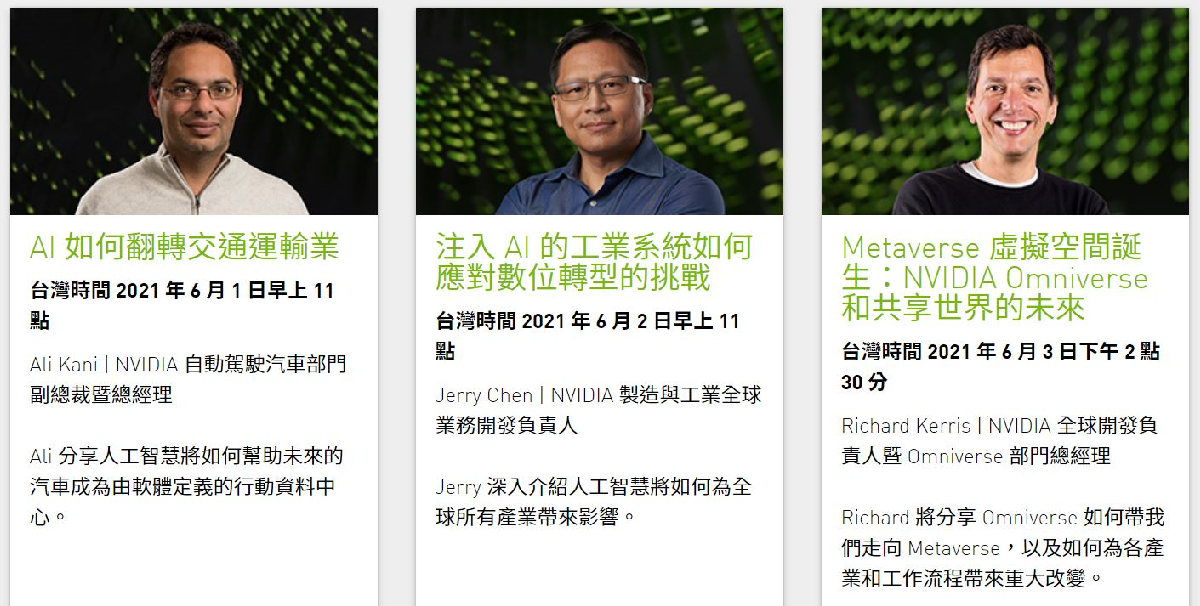 AI 如何翻轉交通運輸業
台灣時間 2021 年 6 月 1 日早上 11
點
Ali Kani | NVIDIA 自動駕駛汽車部門
副總裁暨總經理
Ali 分享人工智慧將如何幫助未來的
汽車成為由軟體定義的行動資料中
心。
注入 AI 的工業系統如何
應對數位轉型的挑戰
台灣時間 2021 年 6 月 2 日早上 11
點
Jerry Chen | NVIDIA 製造與工業全球
業務開發負責人
Jerry 深入介紹人工智慧將如何為全
球所有產業帶來影響。
Metaverse 虛擬空間誕
生：NVIDIA Omniverse
和共享世界的未來
台灣時間 2021 年 6 月 3 日下午 2 點
30 分
Richard Kerris | NVIDIA 全球開發負
責人暨 Omniverse 部門總經理
Richard 將分享 Omniverse 如何帶我
們走向 Metaverse，以及如何為各產
業和工作流程帶來重大改變。